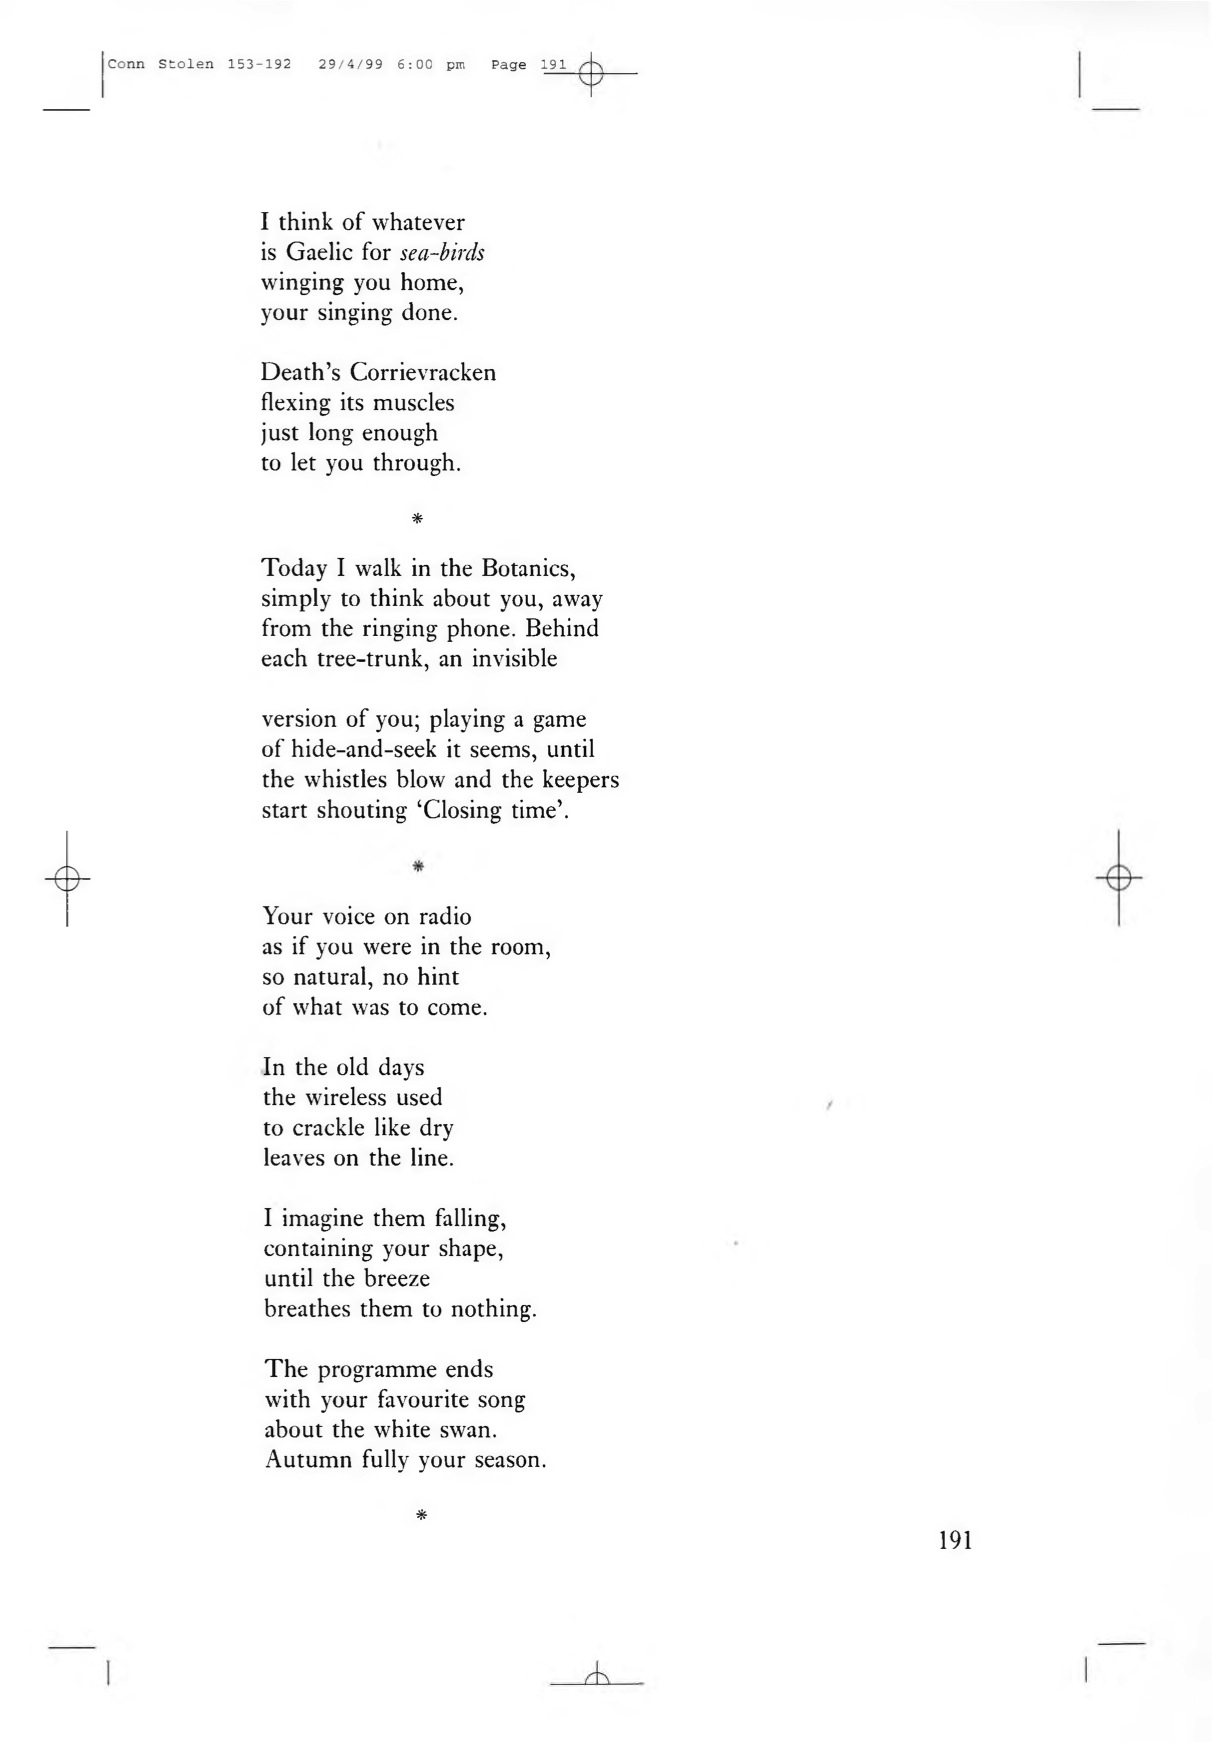 Conn Stolen 153-192   29/4/99 6:00 pm   Page 191
I think of whatever
is Gaelic for sea-birds
winging you home,
your singing done.
Death’s Corrievracken
flexing its muscles
just long enough
to let you through.
*
Today I walk in the Botanics,
simply to think about you, away
from the ringing phone. Behind
each tree-trunk, an invisible
version of you; playing a game
of hide-and-seek it seems, until
the whistles blow and the keepers
start shouting ‘Closing time’.
*
Your voice on radio
as if you were in the room,
so natural, no hint
of what was to come.
In the old days
the wireless used
to crackle like dry
leaves on the line.
I imagine them falling,
containing your shape,
until the breeze
breathes them to nothing.
The programme ends
with your favourite song
about the white swan.
Autumn fully your season.
*
191